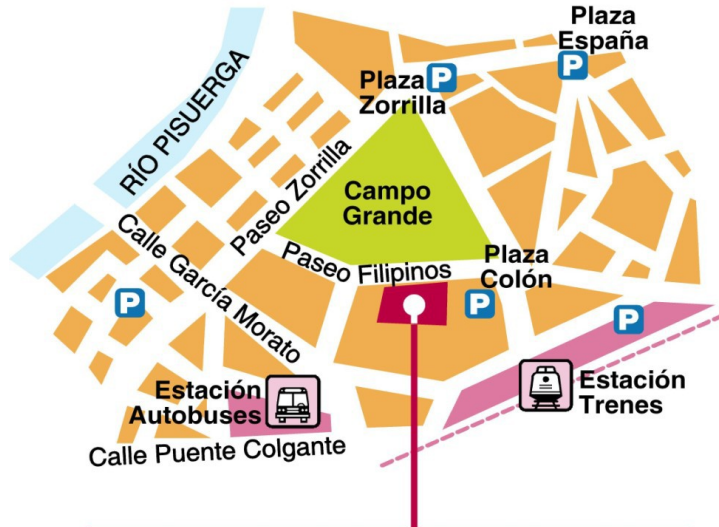 Plaza
España
P
P
Plaza
Zorrilla
RÍO PISUERGA
Paseo Zorrilla
Campo
Grande
Calle García Morato
Paseo Filipinos
Plaza
Colón
P
P
P
Estación
Autobuses
Estación
Trenes
Calle Puente Colgante